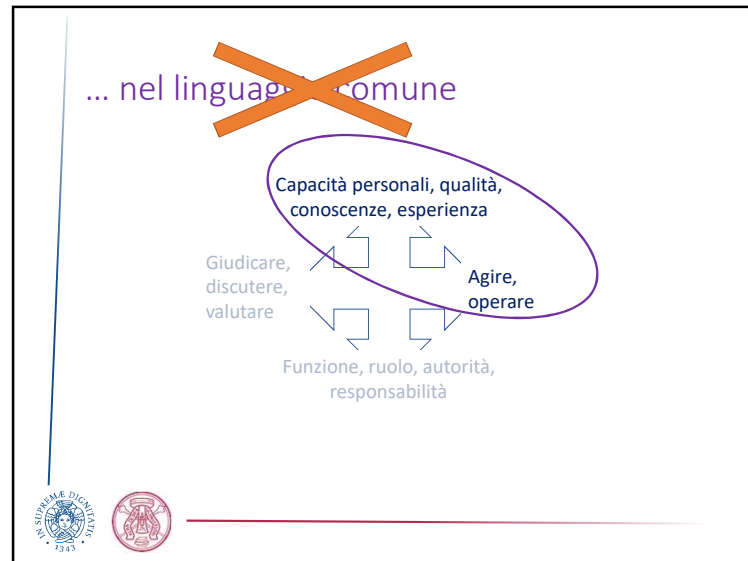 ... nel linguaggio comune
Capacità personali, qualità,
conoscenze, esperienza
Giudicare,
discutere,
valutare
Agire,
operare
Funzione, ruolo, autorità,
responsabilità
IN SUPREMÆ DIGNITATIS
· 1343 ·